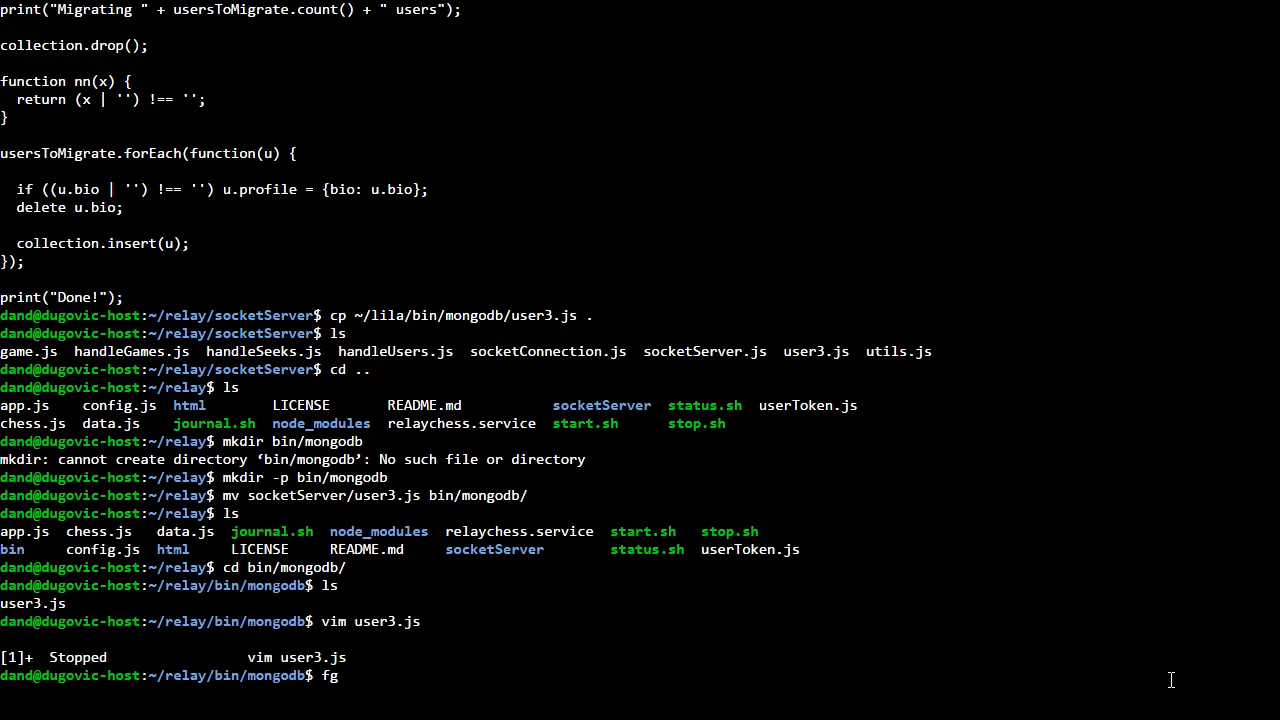 print("Migrating " + usersToMigrate.count() + " users");
collection.drop();
function nn(x) {
  return (x | '') !== '';
}
usersToMigrate.forEach(function(u) {
  if ((u.bio | '') !== '') u.profile = {bio: u.bio};
  delete u.bio;
  collection.insert(u);
});
print("Done!");
dand@dugovic-host:~/relay/socketServer$ cp ~/lila/bin/mongodb/user3.js .
dand@dugovic-host:~/relay/socketServer$ ls
game.js  handleGames.js  handleSeeks.js  handleUsers.js  socketConnection.js  socketServer.js  user3.js  utils.js
dand@dugovic-host:~/relay/socketServer$ cd ..
dand@dugovic-host:~/relay$ ls
app.js    config.js  html        LICENSE       README.md           socketServer  status.sh  userToken.js
chess.js  data.js    journal.sh  node_modules  relaychess.service  start.sh      stop.sh
dand@dugovic-host:~/relay$ mkdir bin/mongodb
mkdir: cannot create directory ‘bin/mongodb’: No such file or directory
dand@dugovic-host:~/relay$ mkdir -p bin/mongodb
dand@dugovic-host:~/relay$ mv socketServer/user3.js bin/mongodb/
dand@dugovic-host:~/relay$ ls
app.js  chess.js   data.js  journal.sh  node_modules  relaychess.service  start.sh   stop.sh
bin     config.js  html     LICENSE     README.md     socketServer        status.sh  userToken.js
dand@dugovic-host:~/relay$ cd bin/mongodb/
dand@dugovic-host:~/relay/bin/mongodb$ ls
user3.js
dand@dugovic-host:~/relay/bin/mongodb$ vim user3.js
[1]+  Stopped                 vim user3.js
dand@dugovic-host:~/relay/bin/mongodb$ fg